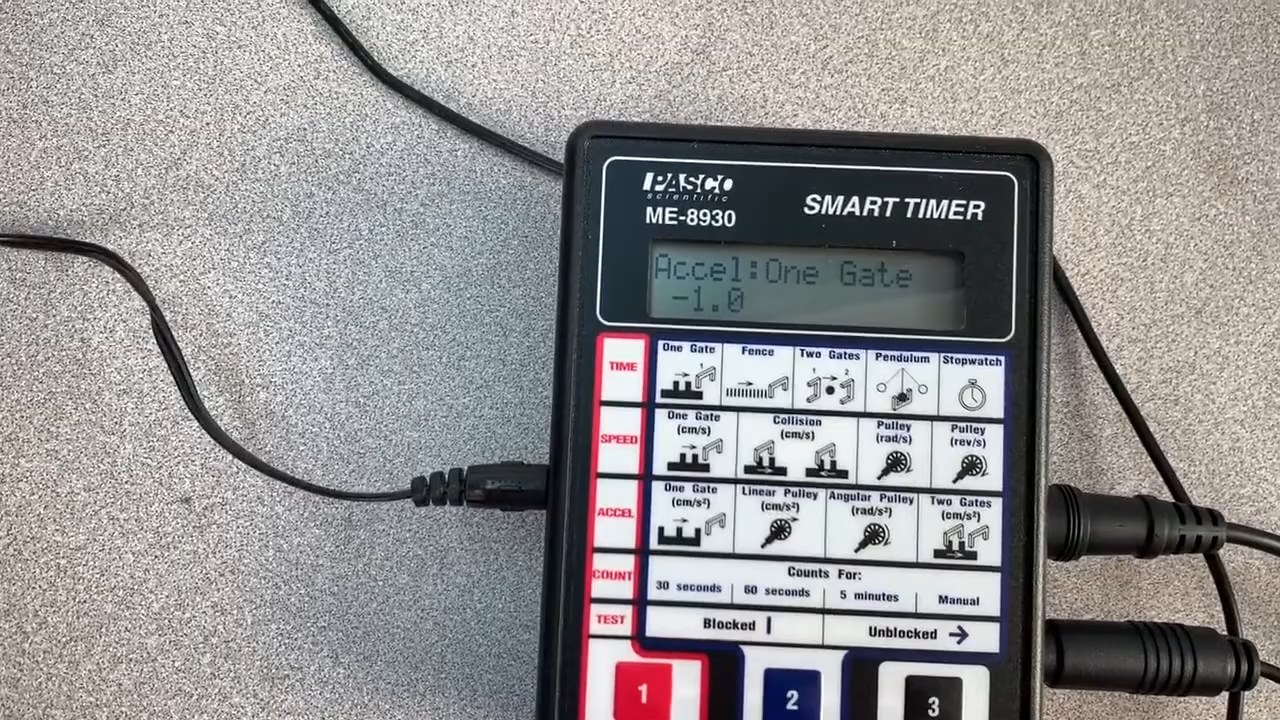 PASCO
scientific
ME-8930
SMART TIMER
Accel:One Gate
-1.0
TIME
One Gate
1
Fence
Two Gates
1 2
Pendulum
Stopwatch
SPEED
One Gate
(cm/s)
Collision
(cm/s)
Pulley
(rad/s)
Pulley
(rev/s)
ACCEL
One Gate
(cm/s²)
Linear Pulley
(cm/s²)
Angular Pulley
(rad/s²)
Two Gates
(cm/s²)
COUNT
Counts For:
30 seconds
60 seconds
5 minutes
Manual
TEST
Blocked
Unblocked
1
2
3